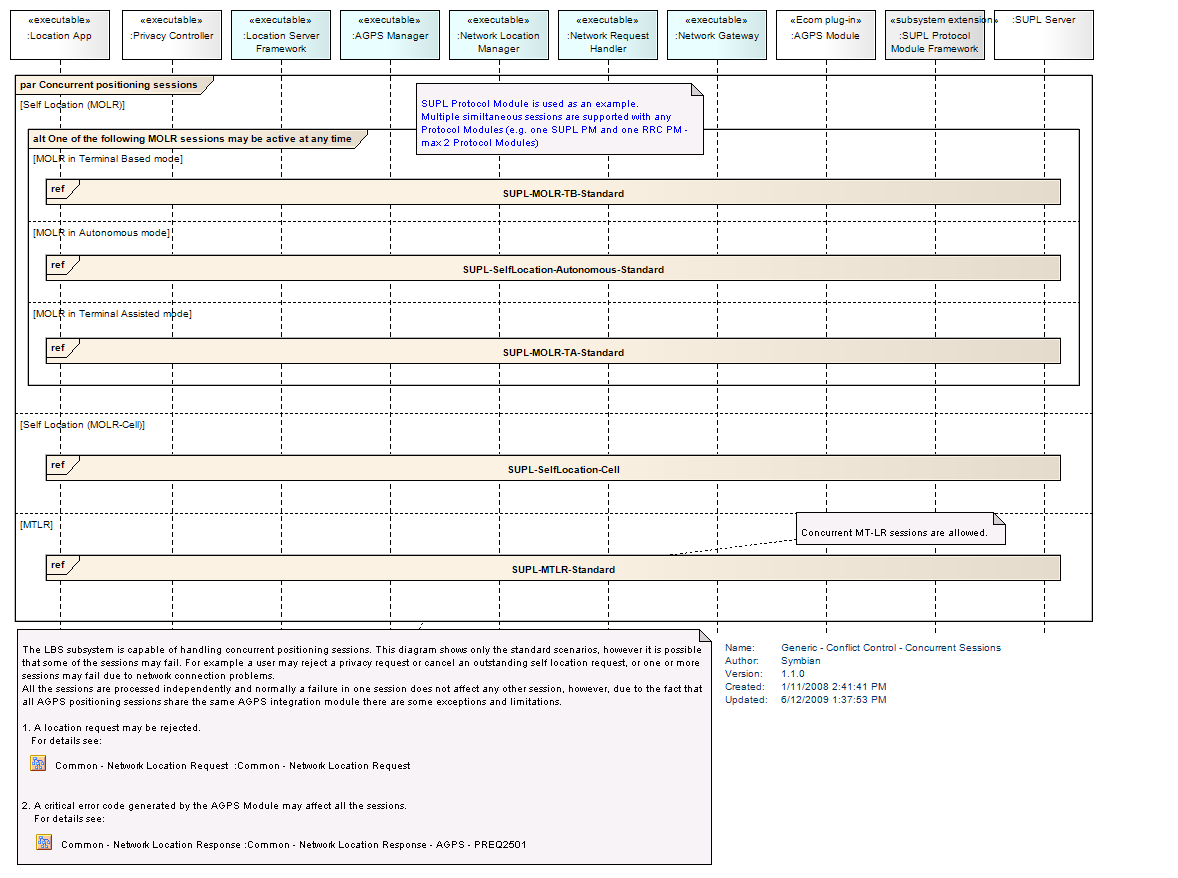 «executable»
:Location App
«executable»
:Privacy Controller
«executable»
:Location Server
Framework
«executable»
:AGPS Manager
«executable»
:Network Location
Manager
«executable»
:Network Request
Handler
«executable»
:Network Gateway
«Ecom plug-in»
:AGPS Module
«subsystem extension»
:SUPL Protocol
Module Framework
:SUPL Server
par Concurrent positioning sessions
[Self Location (MOLR)]
SUPL Protocol Module is used as an example.
Multiple similtaneous sessions are supported with any
Protocol Modules (e.g. one SUPL PM and one RRC PM -
max 2 Protocol Modules)
alt One of the following MOLR sessions may be active at any time
[MOLR in Terminal Based mode]
ref
SUPL-MOLR-TB-Standard
[MOLR in Autonomous mode]
ref
SUPL-SelfLocation-Autonomous-Standard
[MOLR in Terminal Assisted mode]
ref
SUPL-MOLR-TA-Standard
[Self Location (MOLR-Cell)]
ref
SUPL-SelfLocation-Cell
[MTLR]
Concurrent MT-LR sessions are allowed.
ref
SUPL-MTLR-Standard
The LBS subsystem is capable of handling concurrent positioning sessions. This diagram shows only the standard scenarios, however it is possible
that some of the sessions may fail. For example a user may reject a privacy request or cancel an outstanding self location request, or one or more
sessions may fail due to network connection problems.
All the sessions are processed independently and normally a failure in one session does not affect any other session, however, due to the fact that
all AGPS positioning sessions share the same AGPS integration module there are some exceptions and limitations.
1. A location request may be rejected.
For details see:
Common - Network Location Request :Common - Network Location Request
2. A critical error code generated by the AGPS Module may affect all the sessions.
For details see:
Common - Network Location Response :Common - Network Location Response - AGPS - PREQ2501
Name: Generic - Conflict Control - Concurrent Sessions
Author: Symbian
Version: 1.1.0
Created: 1/11/2008 2:41:41 PM
Updated: 6/12/2009 1:37:53 PM